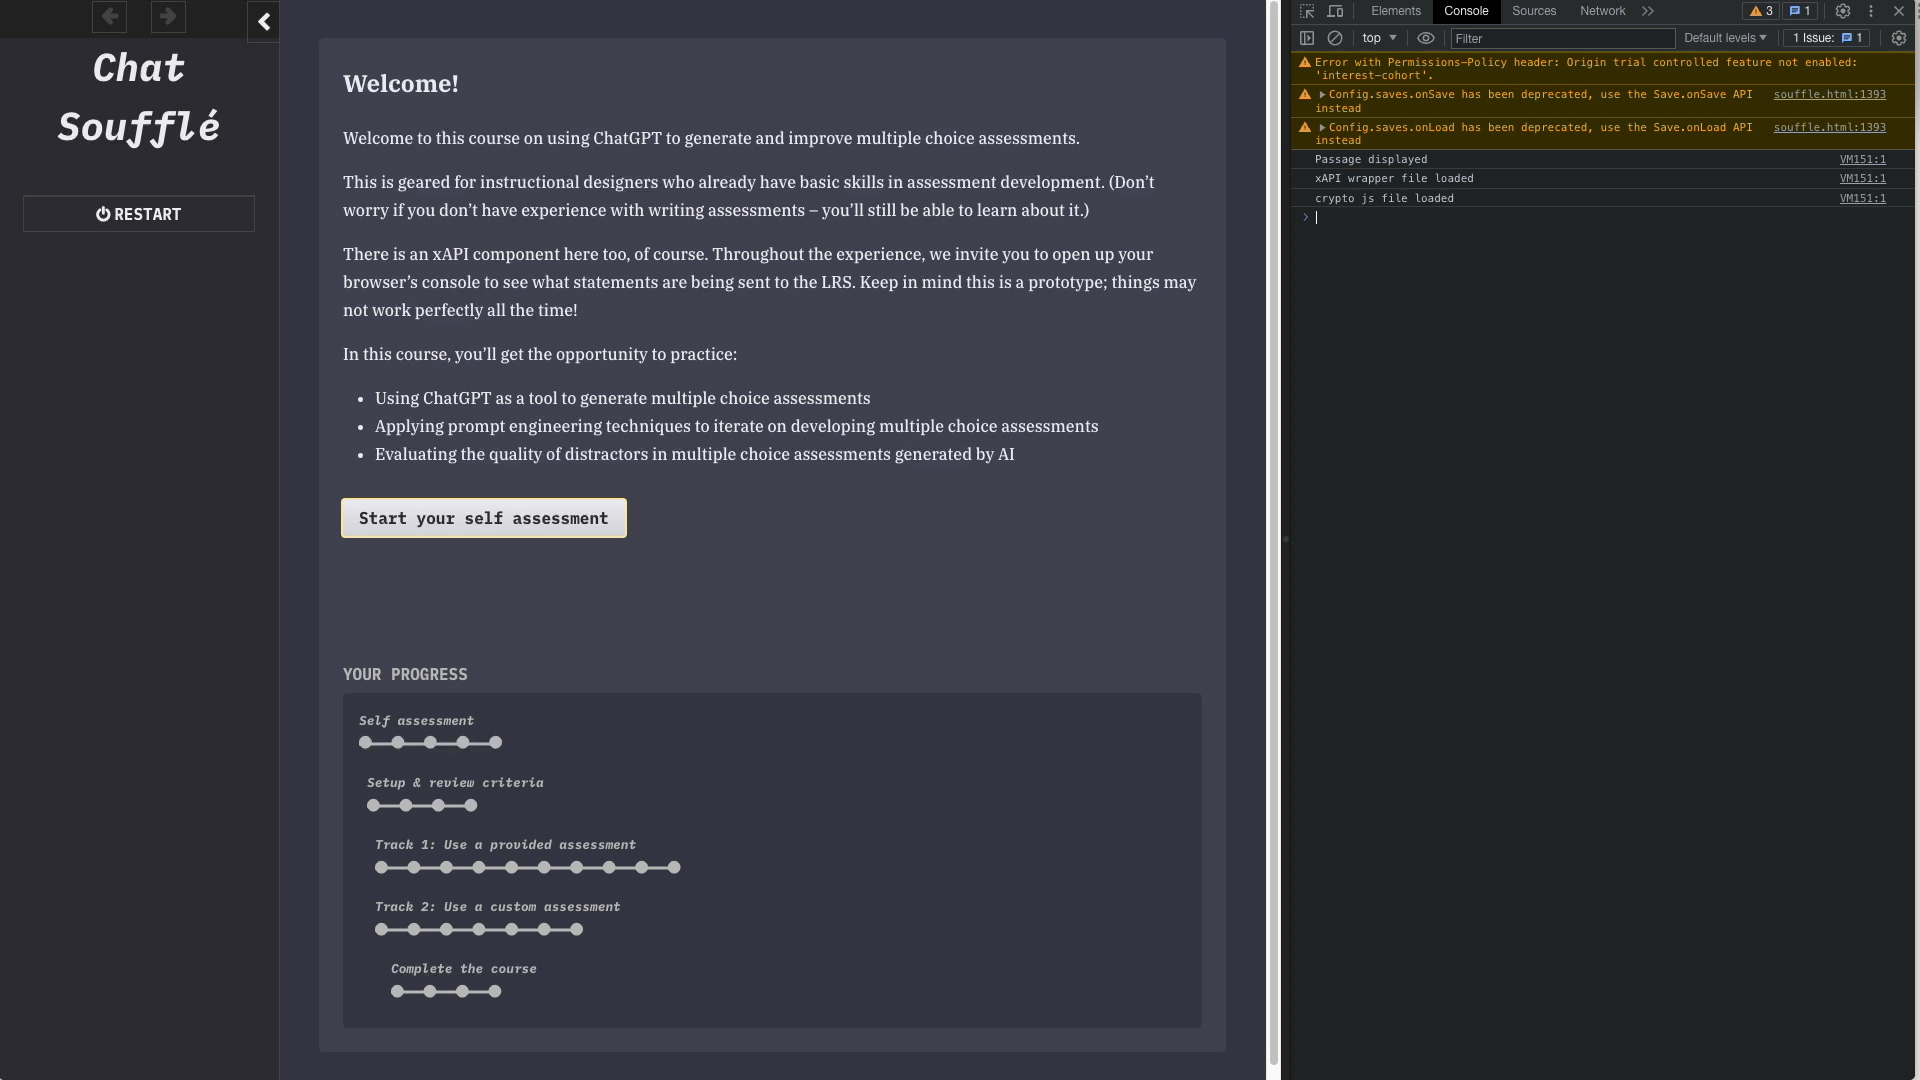 Chat
Soufflé
RESTART
Welcome!
Welcome to this course on using ChatGPT to generate and improve multiple choice assessments.
This is geared for instructional designers who already have basic skills in assessment development. (Don’t
worry if you don’t have experience with writing assessments – you’ll still be able to learn about it.)
There is an xAPI component here too, of course. Throughout the experience, we invite you to open up your
browser’s console to see what statements are being sent to the LRS. Keep in mind this is a prototype; things may
not work perfectly all the time!
In this course, you’ll get the opportunity to practice:
• Using ChatGPT as a tool to generate multiple choice assessments
• Applying prompt engineering techniques to iterate on developing multiple choice assessments
• Evaluating the quality of distractors in multiple choice assessments generated by AI
Start your self assessment
YOUR PROGRESS
Self assessment
Setup & review criteria
Track 1: Use a provided assessment
Track 2: Use a custom assessment
Complete the course
Elements Console Sources Network 3 1
top Filter Default levels 1 Issue: 1
Error with Permissions-Policy header: Origin trial controlled feature not enabled:
'interest-cohort'.
Config.saves.onSave has been deprecated, use the Save.onSave API souffle.html:1393
instead
Config.saves.onLoad has been deprecated, use the Save.onLoad API souffle.html:1393
instead
Passage displayed VM151:1
xAPI wrapper file loaded VM151:1
crypto js file loaded VM151:1